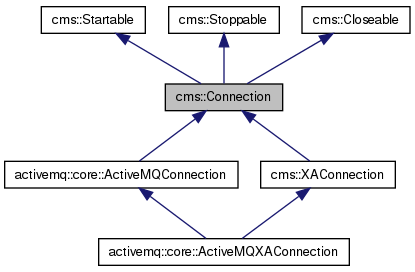 cms::Startable
cms::Stoppable
cms::Closeable
cms::Connection
activemq::core::ActiveMQConnection
cms::XAConnection
activemq::core::ActiveMQXAConnection